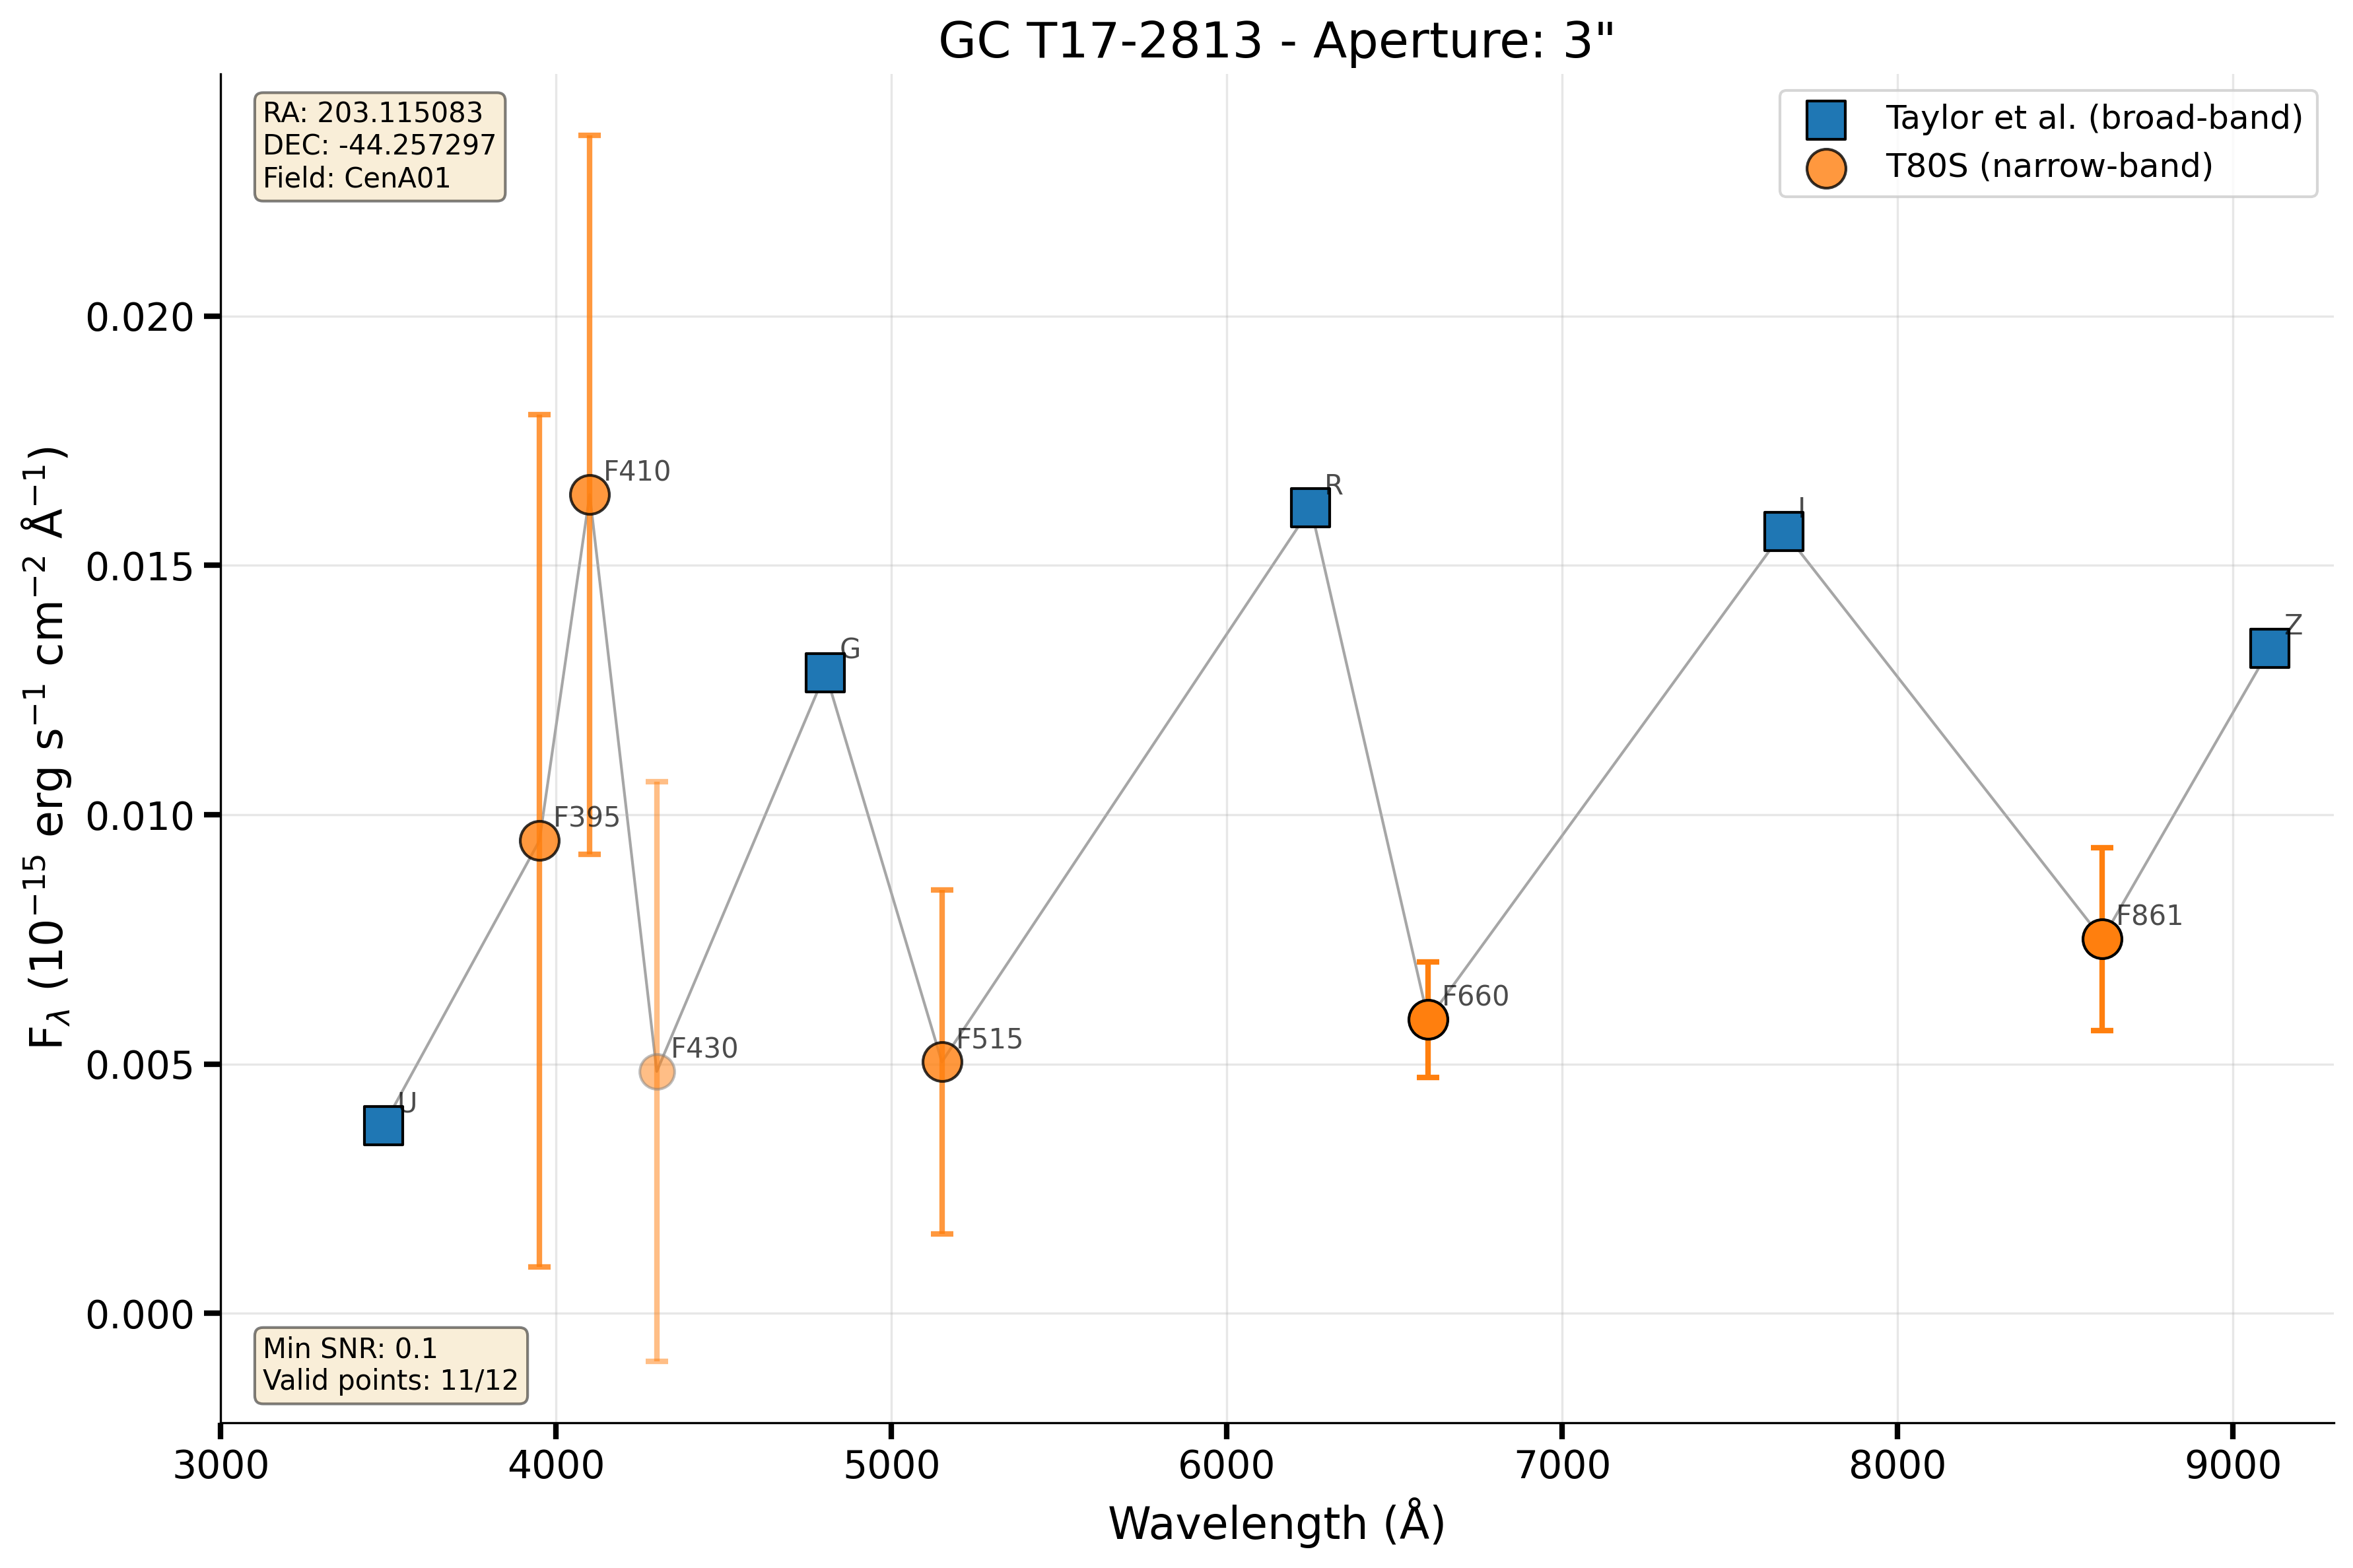 GC T17-2813 - Aperture: 3"
RA: 203.115083
DEC: -44.257297
Field: CenA01
Taylor et al. (broad-band)
T80S (narrow-band)
F410
R
I
G
Z
F395
F861
F660
F515
F430
U
0.020
0.015
0.010
0.005
0.000
F$_{λ}$ (10$^{−15}$ erg s$^{−1}$ cm$^{−2}$ Å$^{−1}$)
Min SNR: 0.1
Valid points: 11/12
3000 4000 5000 6000 7000 8000 9000
Wavelength (Å)